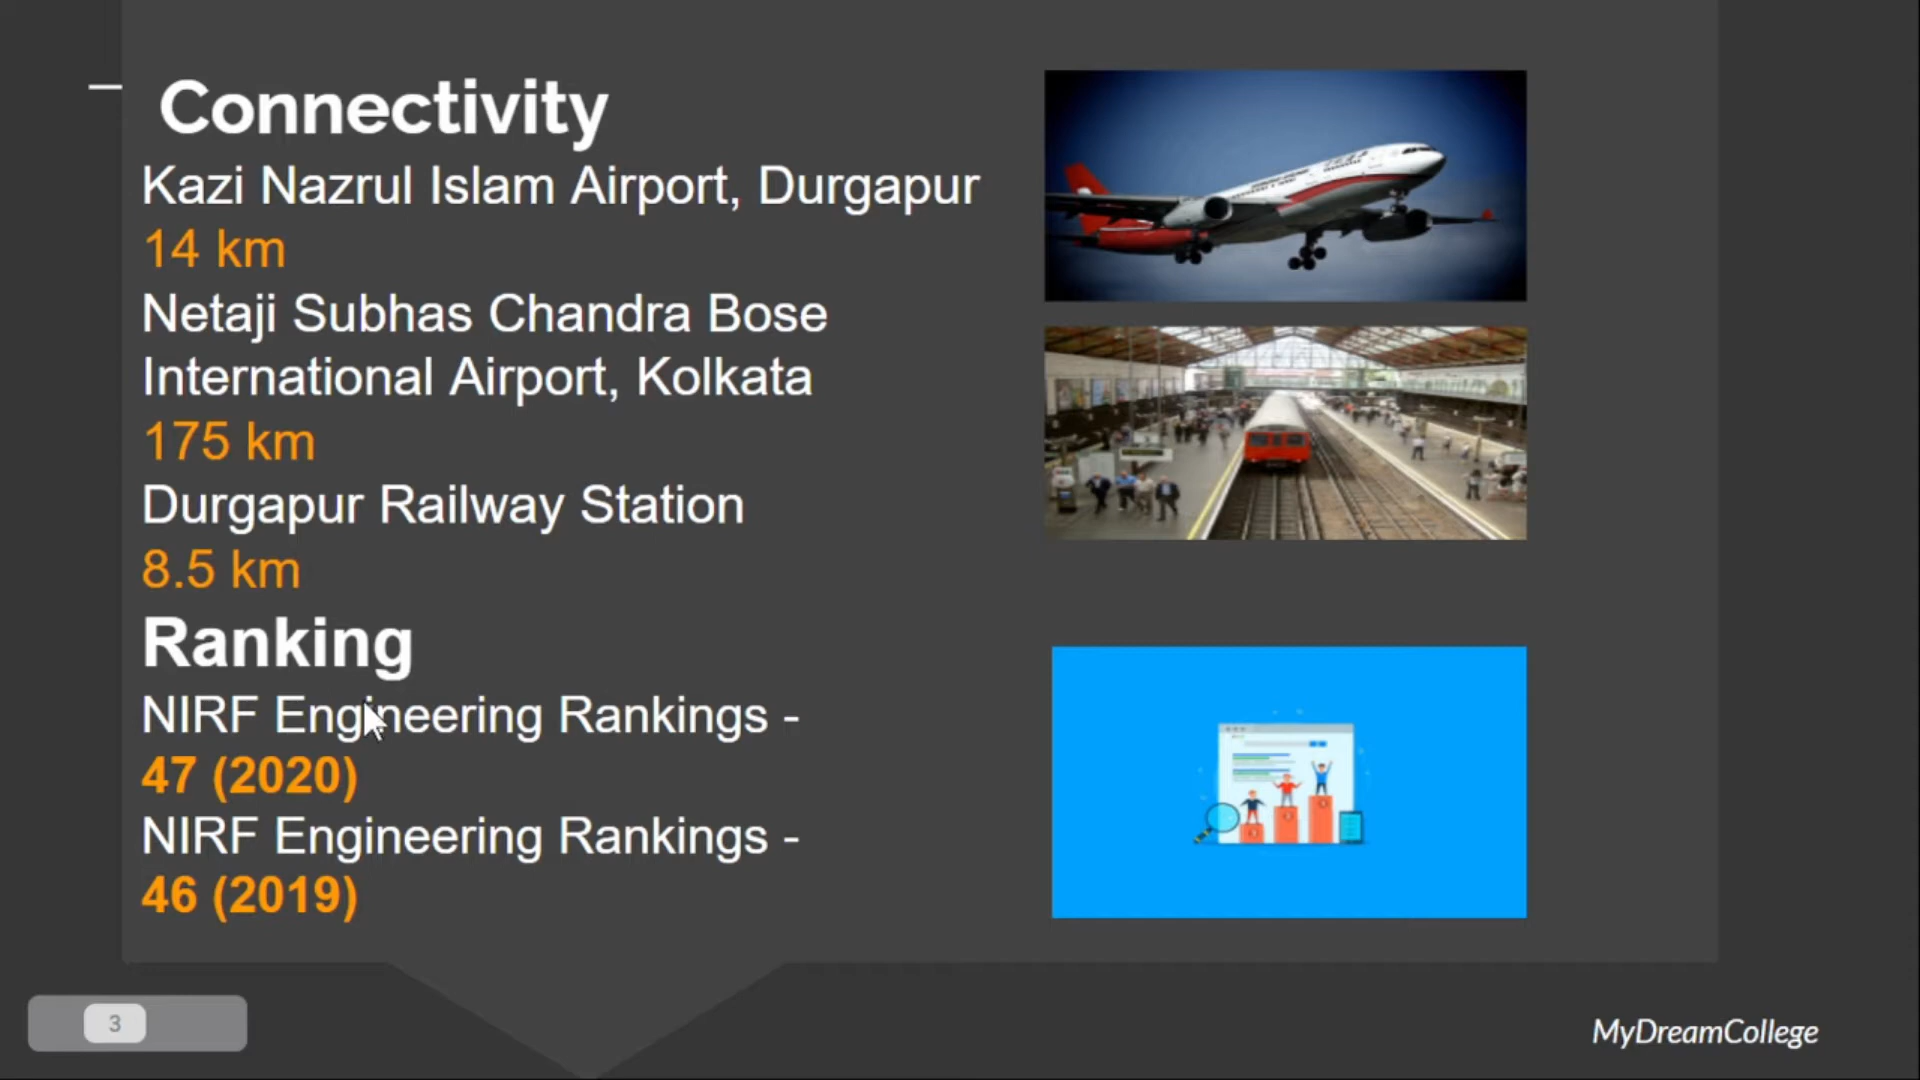 Connectivity
Kazi Nazrul Islam Airport, Durgapur
14 km
Netaji Subhas Chandra Bose
International Airport, Kolkata
175 km
Durgapur Railway Station
8.5 km
Ranking
NIRF Engineering Rankings -
47 (2020)
NIRF Engineering Rankings -
46 (2019)
3
MyDreamCollege